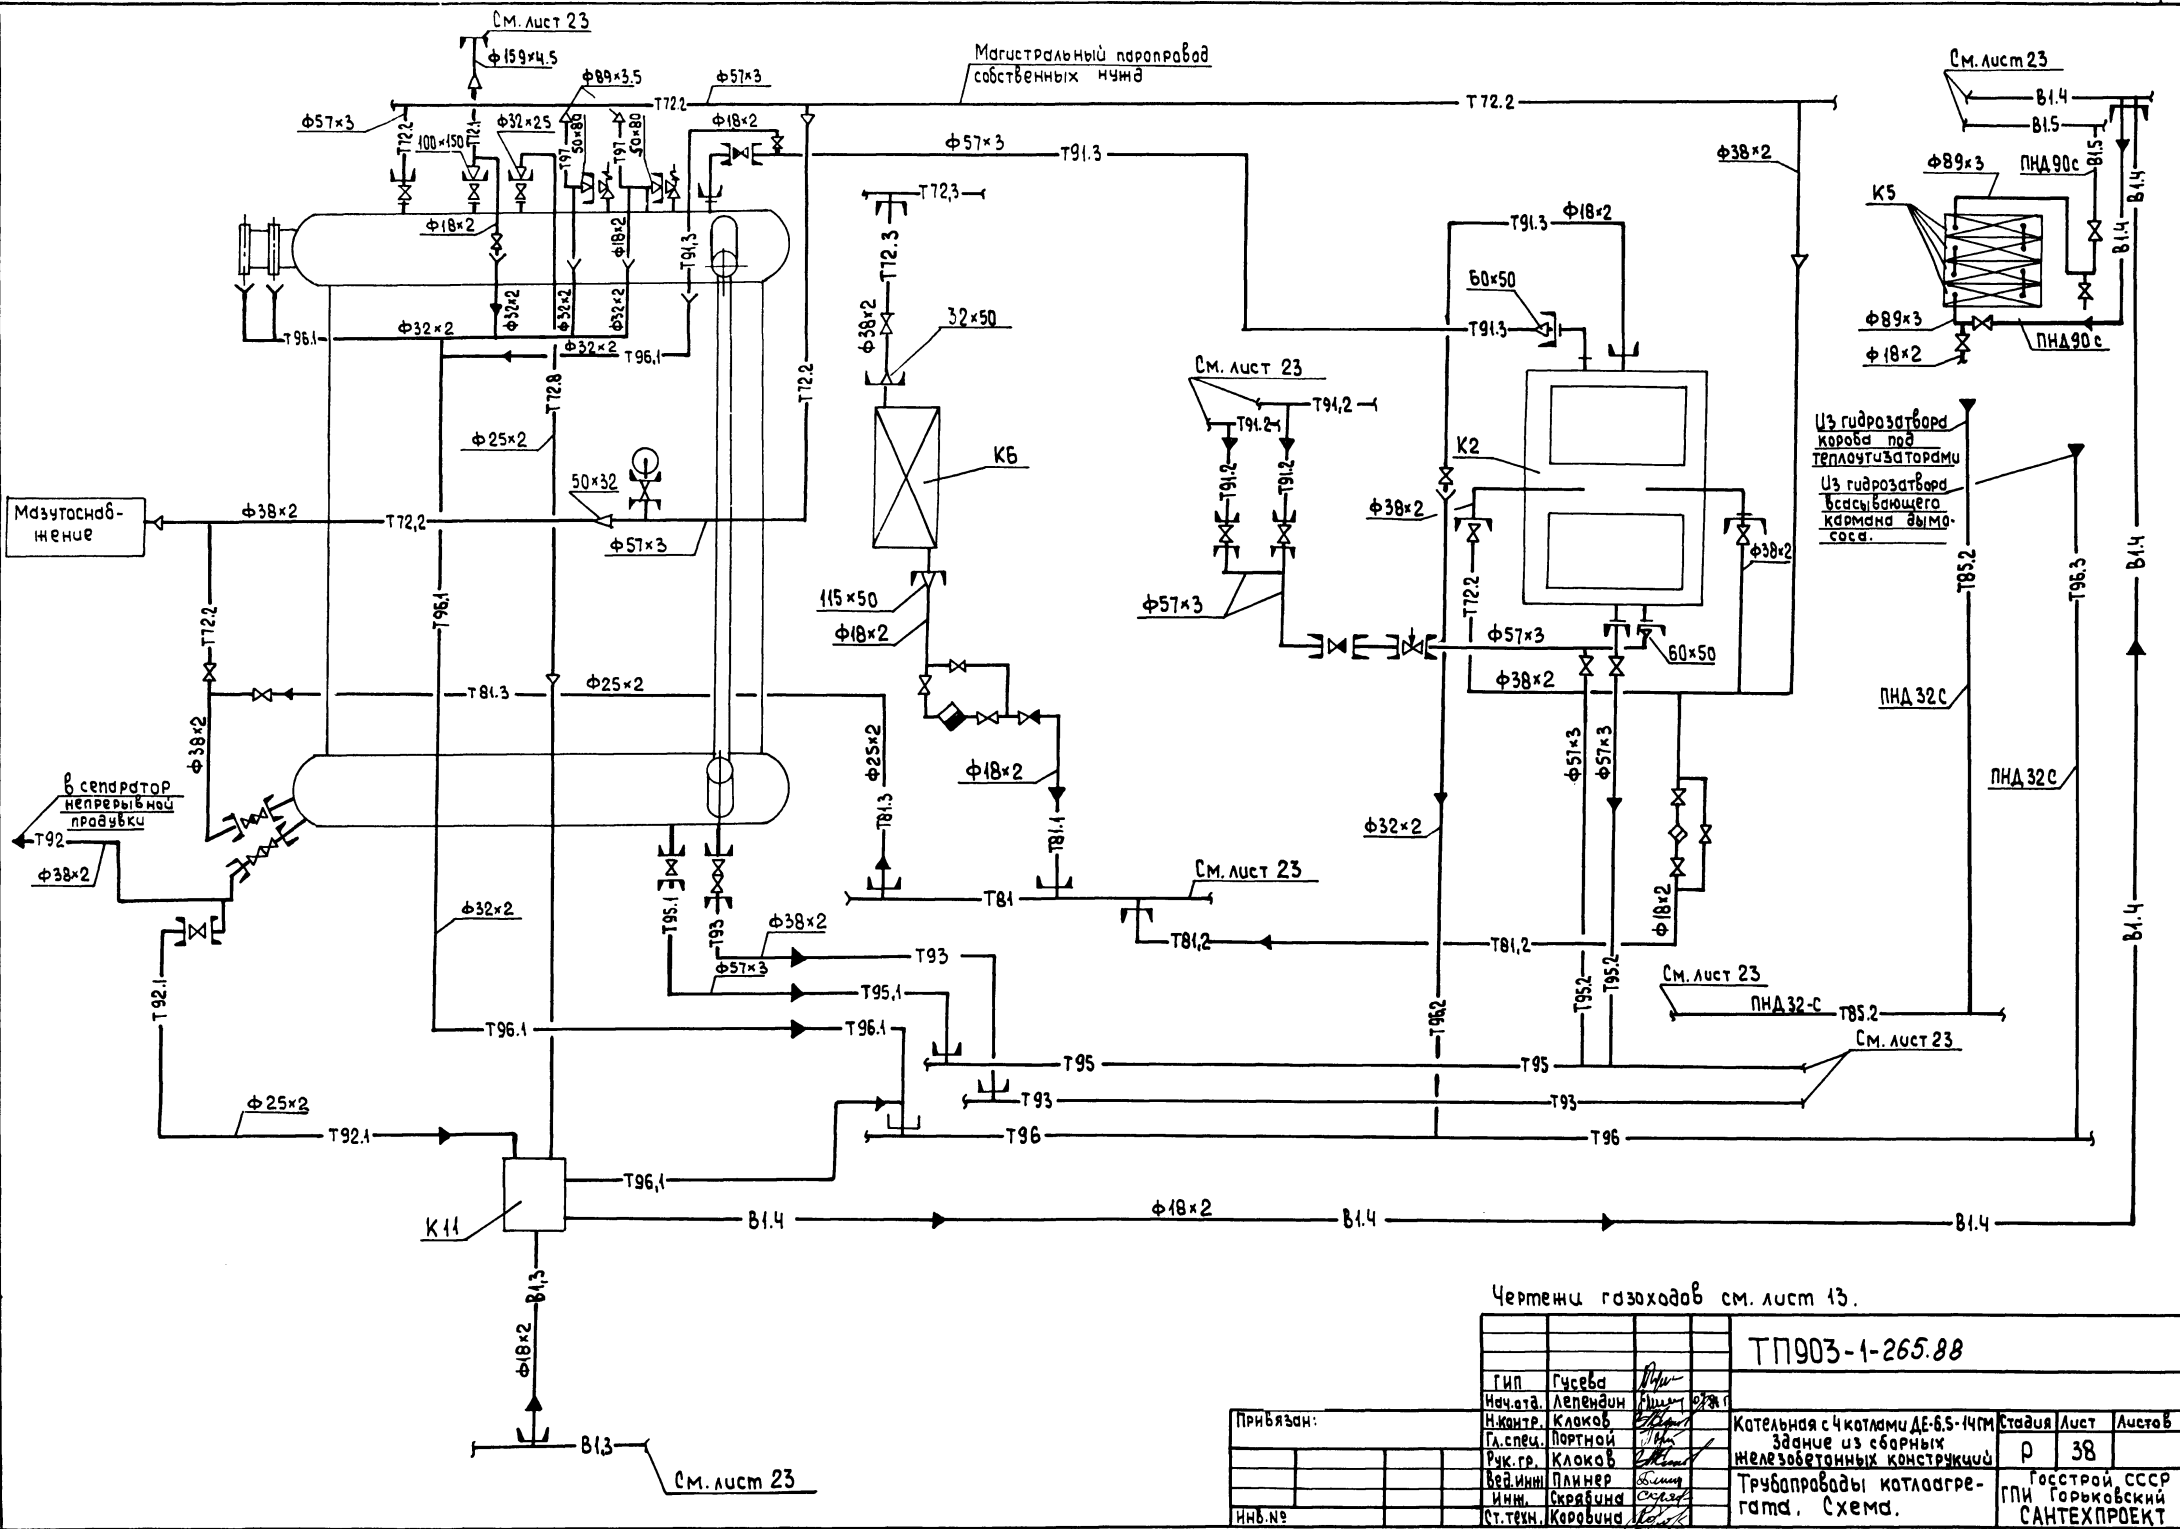 См. лист 23
ф159×4.5
ф89×3.5
ф57×3
Магистральный паропровод
собственных нужд
Т72.2
Т72.2
См. лист 23
В1.4
В1.5
ф57×3
Т72.2
100×150
Т72.1
ф32×25
Т97
50×80
Т97
50×80
ф18×2
ф57×3
Т91.3
ф38×2
ф89×3
ПНД90с
В1.5
В1.4
В1.4
К5
Т72,3
ф18×2
ф18×2
Т91,3
Т72.3
Т91.3
ф18×2
60×50
ф32×2
ф32×2
ф32×2
Т96.1
ф32×2
ф32×2
Т96,1
ф38×2
32×50
Т91.3
ф89×3
ПНД90с
ф18×2
Т72.8
Т72.2
См. лист 23
Т91,2
Т91.2
ф25×2
К6
Т91.2
Т91.2
К2
Из гидрозатвора
короба под
теплоутизаторами
Из гидрозатвора
всасывающего
кармана дымо-
соса.
Мазутоснаб-
жение
ф38×2
Т72,2
50×32
ф57×3
ф38×2
ф38×2
Т85.2
Т96.3
В1.4
Т72.2
Т96.1
115×50
ф18×2
ф57×3
Т72.2
ф57×3
60×50
ф38×2
Т81.3
ф25×2
ф38×2
ф25×2
ф18×2
ф57×3
ф57×3
ПНД32С
ПНД32С
в сепаратор
непрерывной
продувки
Т92
ф38×2
Т81.3
Т81.1
ф32×2
См. лист 23
Т81
ф32×2
Т95.1
Т93
ф38×2
Т93
ф57×3
Т95,1
Т81,2
Т81,2
ф18×2
Т95.2
Т95.2
В1.4
См. лист 23
ПНД32-С
Т85.2
Т92.1
Т96.1
Т96.1
Т96.2
См. лист 23
Т95
Т95
Т93
Т93
ф25×2
Т92.1
Т96
Т96
Т96,1
К11
В1.4
ф18×2
В1.4
В1.4
В1,3
ф18×2
В1,3
См. лист 23
Чертежи газоходов см. лист 13.
ТП903-1-265.88
ГИП Гусева
Нач.отд. Лепендин
Н.контр. Клоков
Гл.спец. Портной
Рук.гр. Клоков
Вед.инж Плинер
Инж. Скрябина
Ст.техн. Коровина
Привязан:
Инв.№
Котельная с 4 котлами ДЕ-6,5-14ГМ
Здание из сборных
железобетонных конструкций
Стадия Лист Листов
Р 38
Трубопроводы котлоагре-
гата. Схема.
Госстрой СССР
ГПИ Горьковский
САНТЕХПРОЕКТ